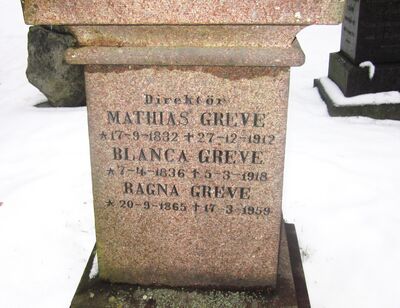 Direktör
MATHIAS GREVE
* 17-9-1832 † 27-12-1912
BLANCA GREVE
* 7-4-1836 † 5-3-1918
RAGNA GREVE
* 20-9-1865 † 17-3-1959